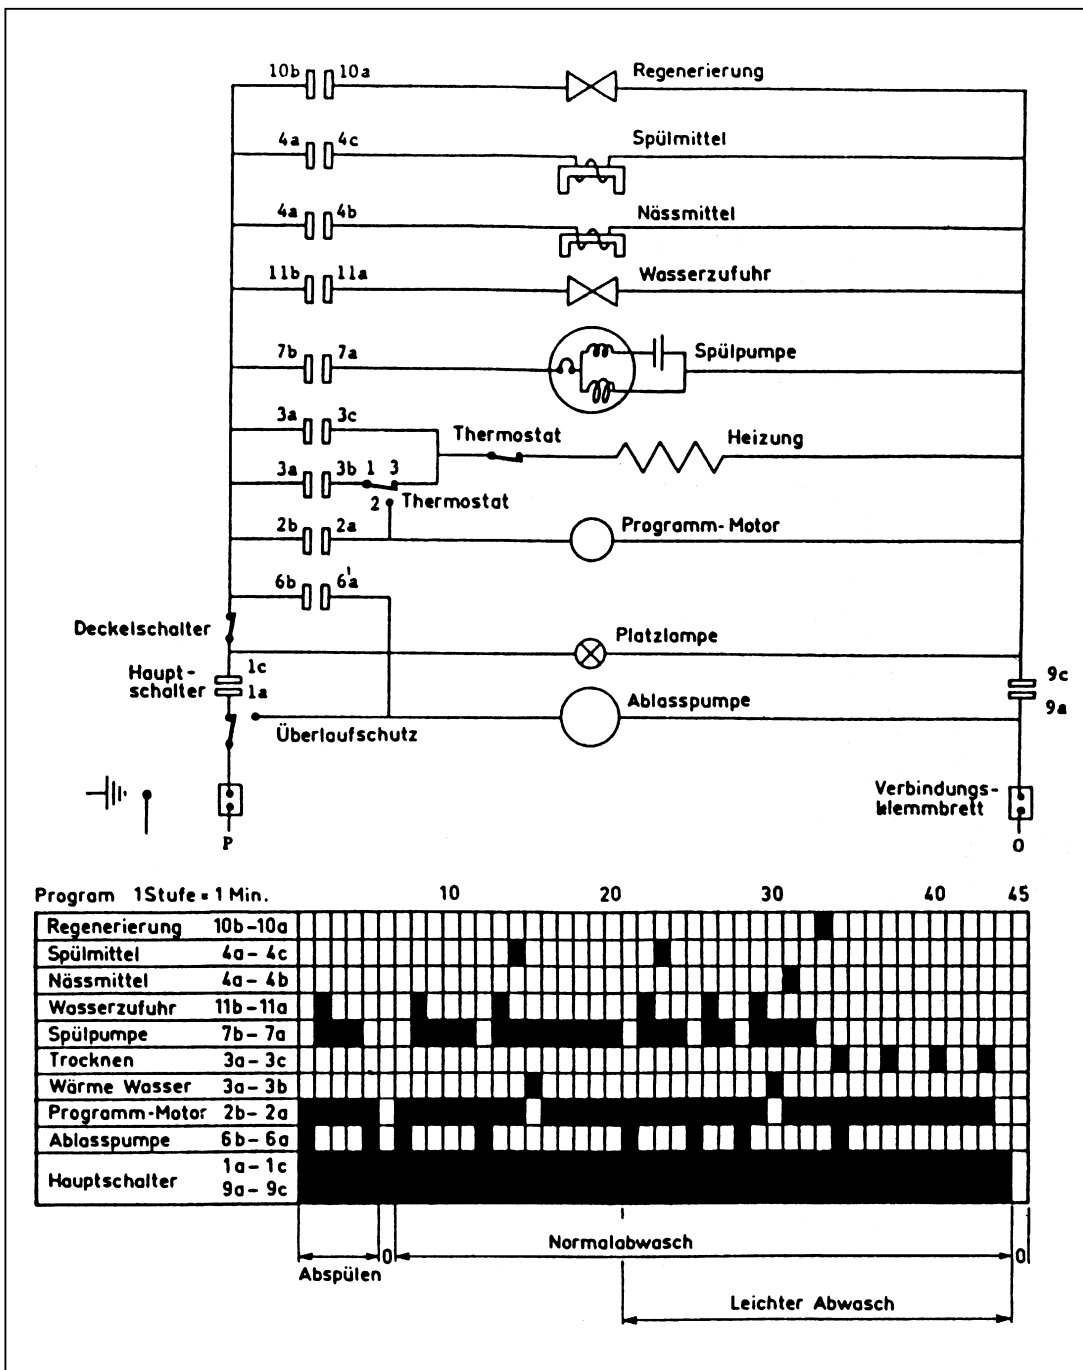 10b 10a Regenerierung
4a 4c Spülmittel
4a 4b Nässmittel
11b 11a Wasserzufuhr
7b 7a Spülpumpe
3a 3c Thermostat Heizung
3a 3b 1 3
2 Thermostat
2b 2a Programm-Motor
6b 6'a
Deckelschalter
Platzlampe
Haupt-
schalter
1c
1a
9c
9a
Ablasspumpe
Überlaufschutz
Verbindungs-
klemmbrett
P O
Program 1 Stufe = 1 Min. 10 20 30 40 45
Regenerierung 10b-10a
Spülmittel 4a-4c
Nässmittel 4a-4b
Wasserzufuhr 11b-11a
Spülpumpe 7b-7a
Trocknen 3a-3c
Wärme Wasser 3a-3b
Programm-Motor 2b-2a
Ablasspumpe 6b-6a
Hauptschalter 1a-1c
9a-9c
Abspülen 0 Normalabwasch 0
Leichter Abwasch